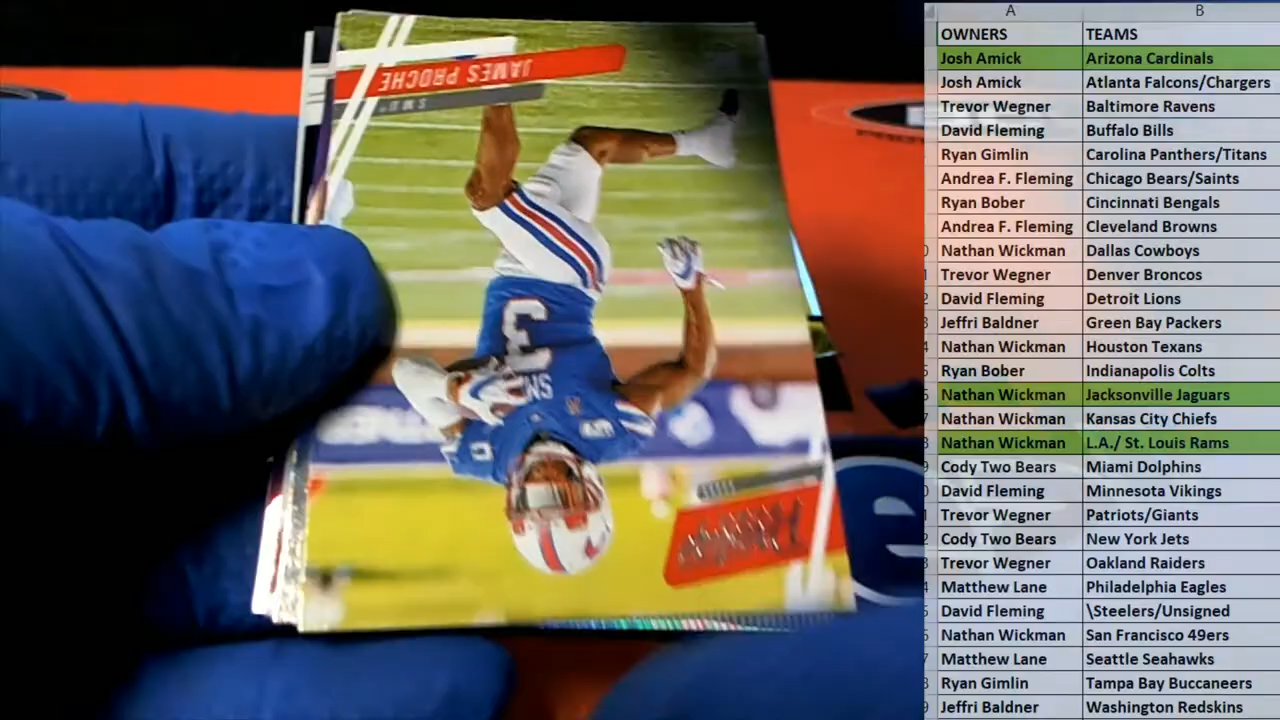 JAMES PROCHE
SMU
3
A
B
OWNERS TEAMS
Josh Amick Arizona Cardinals
Josh Amick Atlanta Falcons/Chargers
Trevor Wegner Baltimore Ravens
David Fleming Buffalo Bills
Ryan Gimlin Carolina Panthers/Titans
Andrea F. Fleming Chicago Bears/Saints
Ryan Bober Cincinnati Bengals
Andrea F. Fleming Cleveland Browns
Nathan Wickman Dallas Cowboys
Trevor Wegner Denver Broncos
David Fleming Detroit Lions
Jeffri Baldner Green Bay Packers
Nathan Wickman Houston Texans
Ryan Bober Indianapolis Colts
Nathan Wickman Jacksonville Jaguars
Nathan Wickman Kansas City Chiefs
Nathan Wickman L.A./ St. Louis Rams
Cody Two Bears Miami Dolphins
David Fleming Minnesota Vikings
Trevor Wegner Patriots/Giants
Cody Two Bears New York Jets
Trevor Wegner Oakland Raiders
Matthew Lane Philadelphia Eagles
David Fleming \Steelers/Unsigned
Nathan Wickman San Francisco 49ers
Matthew Lane Seattle Seahawks
Ryan Gimlin Tampa Bay Buccaneers
Jeffri Baldner Washington Redskins